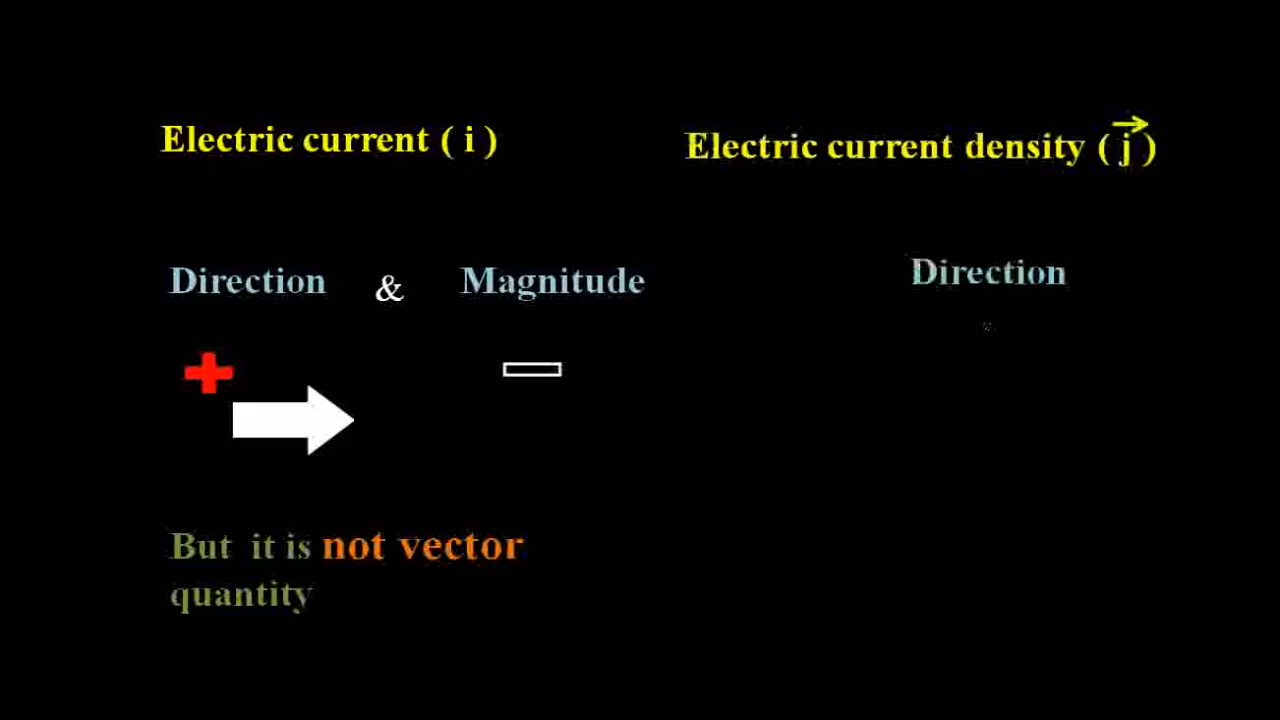 Electric current ( i )
Electric current density ( j )
Direction & Magnitude
Direction
But it is not vector
quantity